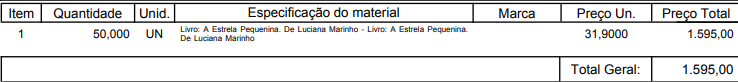 Item Quantidade Unid. Especificação do material Marca Preço Un. Preço Total
1 50,000 UN Livro: A Estrela Pequenina. De Luciana Marinho - Livro: A Estrela Pequenina. 31,9000 1.595,00
De Luciana Marinho
Total Geral: 1.595,00